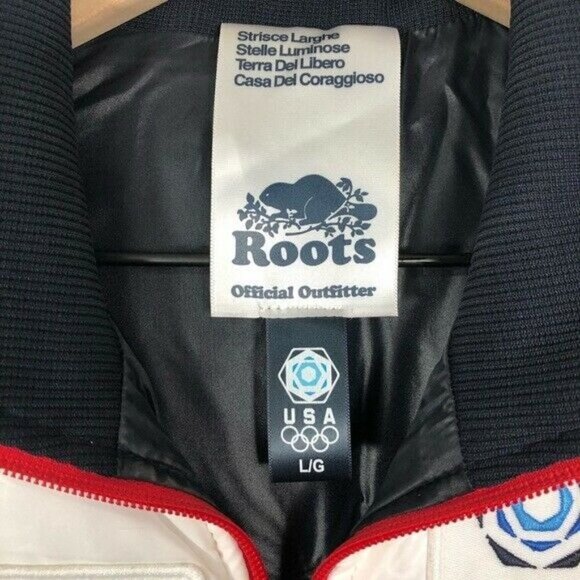 Strisce Larghe
Stelle Luminose
Terra Del Libero
Casa Del Coraggioso
Roots
Official Outfitter
USA
L/G